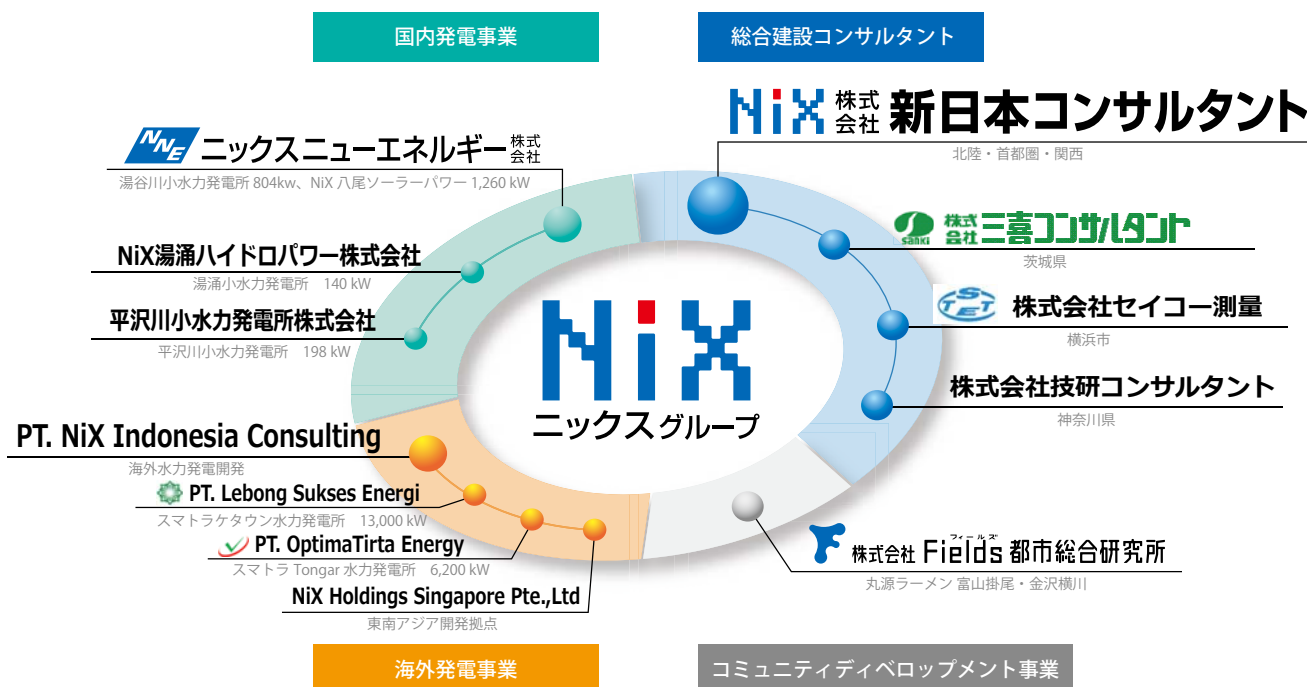 国内発電事業
総合建設コンサルタント
NiX 株式会社 新日本コンサルタント
北陸・首都圏・関西
NNE ニックスニューエネルギー 株式会社
湯谷川小水力発電所 804kw、NiX 八尾ソーラーパワー 1,260 kW
sanki 株式会社 三喜コンサルタント
茨城県
NiX湯涌ハイドロパワー株式会社
湯涌小水力発電所 140 kW
STET 株式会社セイコー測量
横浜市
平沢川小水力発電所株式会社
平沢川小水力発電所 198 kW
NiX
ニックスグループ
株式会社技研コンサルタント
神奈川県
PT. NiX Indonesia Consulting
海外水力発電開発
PT. Lebong Sukses Energi
スマトラケタウン水力発電所 13,000 kW
PT. OptimaTirta Energy
スマトラ Tongar 水力発電所 6,200 kW
NiX Holdings Singapore Pte.,Ltd
東南アジア開発拠点
フィールズ
株式会社 Fields 都市総合研究所
丸源ラーメン 富山掛尾・金沢横川
海外発電事業
コミュニティディベロップメント事業